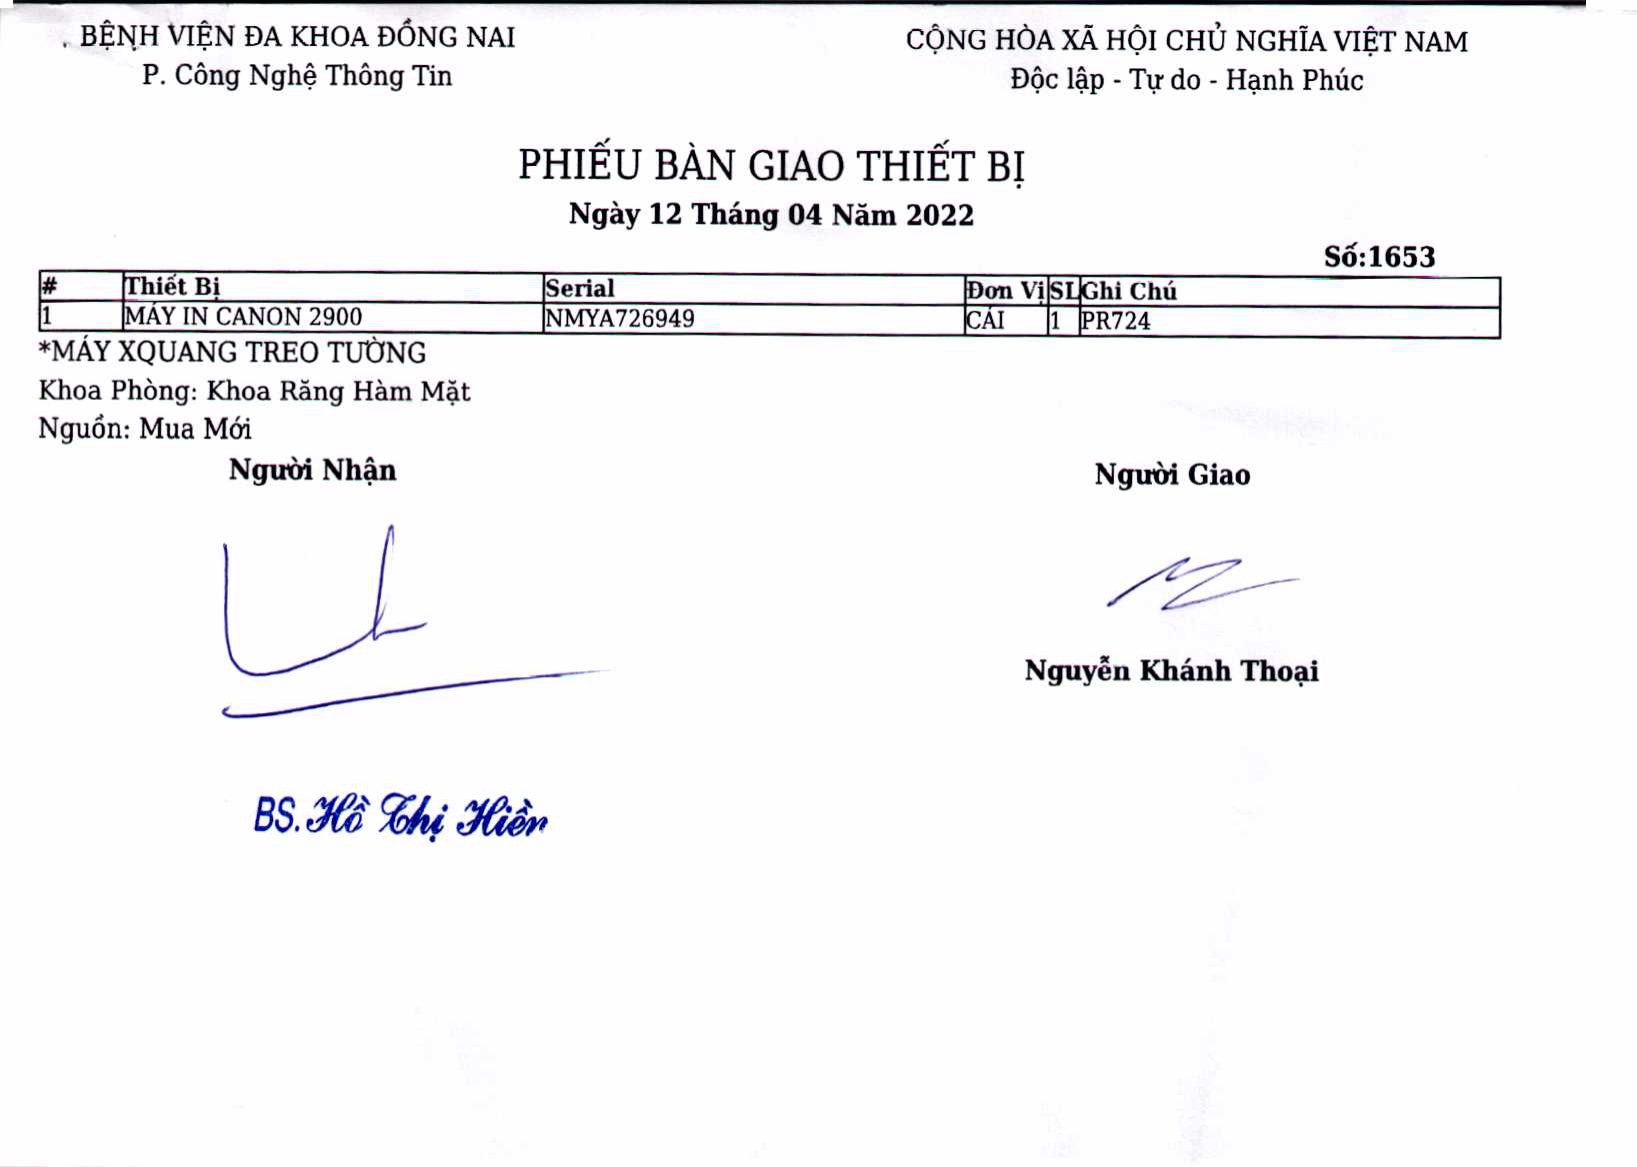 BỆNH VIỆN ĐA KHOA ĐỒNG NAI
P. Công Nghệ Thông Tin
CỘNG HÒA XÃ HỘI CHỦ NGHĨA VIỆT NAM
Độc lập - Tự do - Hạnh Phúc
PHIẾU BÀN GIAO THIẾT BỊ
Ngày 12 Tháng 04 Năm 2022
Số:1653
# Thiết Bị Serial Đơn Vị SL Ghi Chú
1 MÁY IN CANON 2900 NMYA726949 CÁI 1 PR724
*MÁY XQUANG TREO TƯỜNG
Khoa Phòng: Khoa Răng Hàm Mặt
Nguồn: Mua Mới
Người Nhận
Người Giao
Nguyễn Khánh Thoại
BS. Hồ Thị Hiền